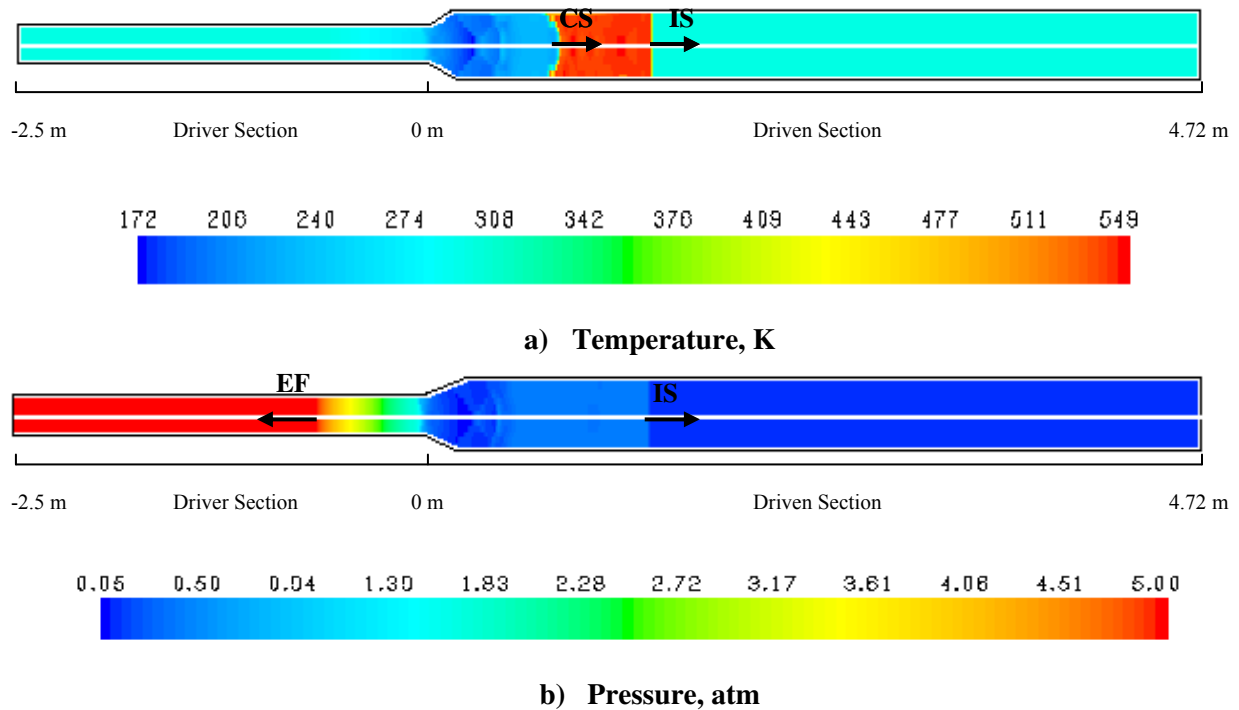 CS IS
-2.5 m Driver Section 0 m Driven Section 4.72 m
172 206 240 274 308 342 376 409 443 477 511 549
a) Temperature, K
EF IS
-2.5 m Driver Section 0 m Driven Section 4.72 m
0.05 0.50 0.94 1.39 1.83 2.28 2.72 3.17 3.61 4.06 4.51 5.00
b) Pressure, atm